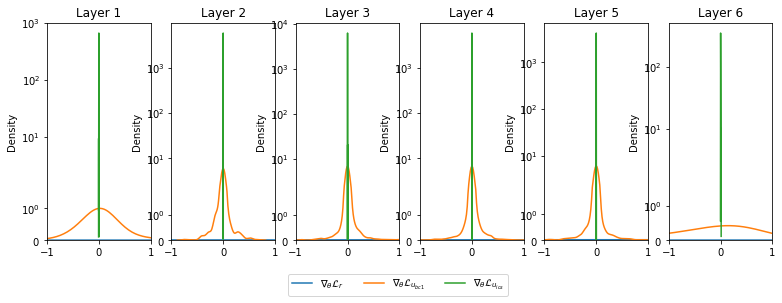 Layer 1 Layer 2 Layer 3 Layer 4 Layer 5 Layer 6
10³ 10² 10¹ 10⁰ 0 Density −1 0 1
10³ 10² 10¹ 10⁰ 0 Density −1 0 1
10⁴ 10³ 10² 10¹ 10⁰ 0 Density −1 0 1
10³ 10² 10¹ 10⁰ 0 Density −1 0 1
10³ 10² 10¹ 10⁰ 0 Density −1 0 1
10² 10¹ 10⁰ 0 Density −1 0 1
∇θℒr ∇θℒu_bc1 ∇θℒu_ics